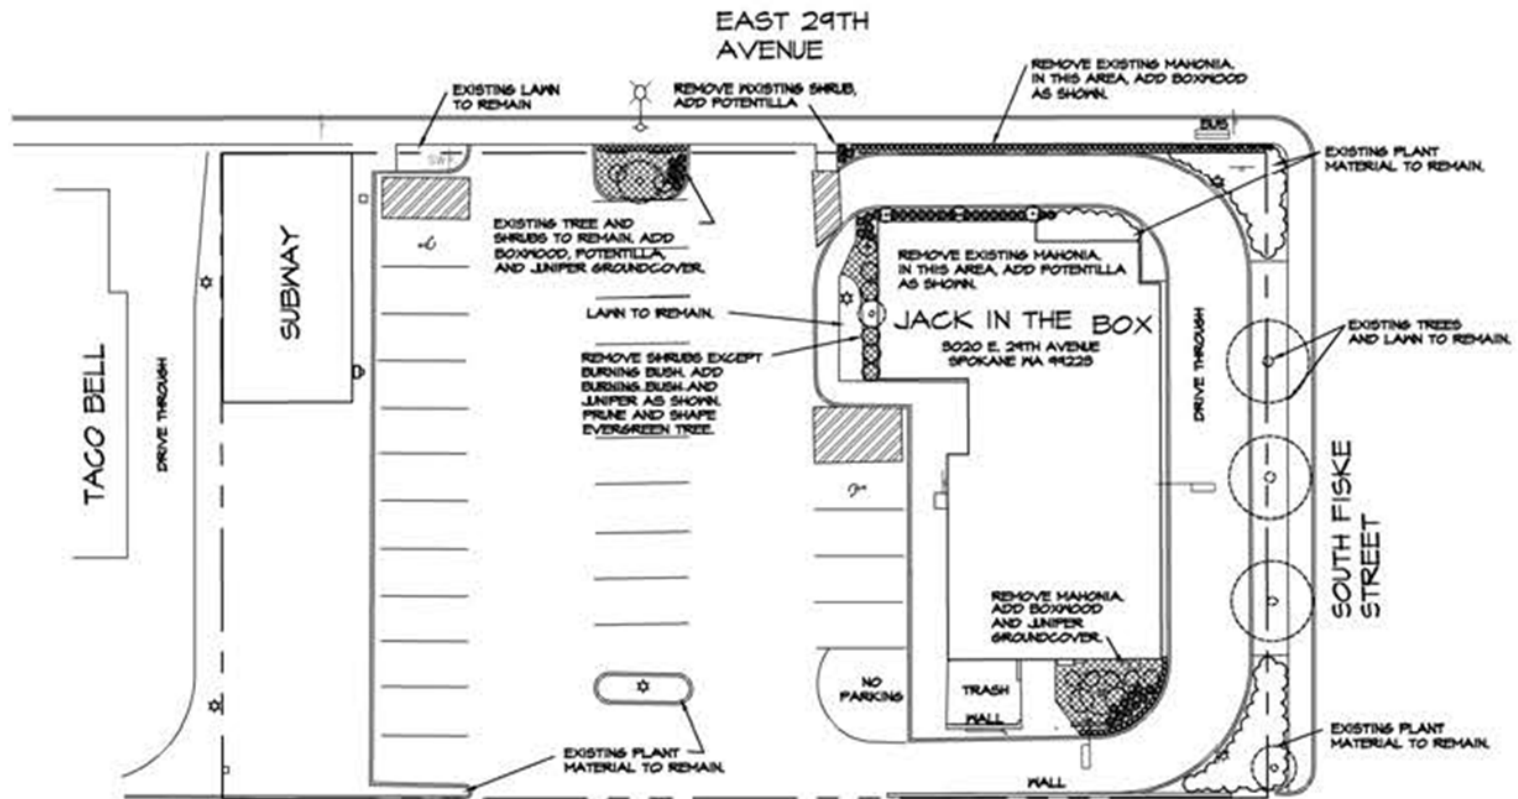 EAST 29TH
AVENUE
EXISTING LAWN
TO REMAIN
REMOVE WXISTING SHRUB,
ADD POTENTILLA
REMOVE EXISTING MAHONIA.
IN THIS AREA, ADD BOXWOOD
AS SHOWN.
BUS
SW
EXISTING PLANT
MATERIAL TO REMAIN.
EXISTING TREE AND
SHRUBS TO REMAIN. ADD
BOXWOOD, POTENTILLA,
AND JUNIPER GROUNDCOVER.
SUBWAY
REMOVE EXISTING MAHONIA.
IN THIS AREA, ADD POTENTILLA
AS SHOWN.
LAWN TO REMAIN.
JACK IN THE BOX
3020 E. 29TH AVENUE
SPOKANE WA 99223
EXISTING TREES
AND LAWN TO REMAIN.
REMOVE SHRUBS EXCEPT
BURNING BUSH. ADD
BURNING BUSH AND
JUNIPER AS SHOWN.
PRUNE AND SHAPE
EVERGREEN TREE.
TACO BELL
DRIVE THROUGH
DRIVE THROUGH
SOUTH FISKE
STREET
REMOVE MAHONIA.
ADD BOXWOOD
AND JUNIPER
GROUNDCOVER.
NO
PARKING
TRASH
WALL
EXISTING PLANT
MATERIAL TO REMAIN.
EXISTING PLANT
MATERIAL TO REMAIN.
WALL